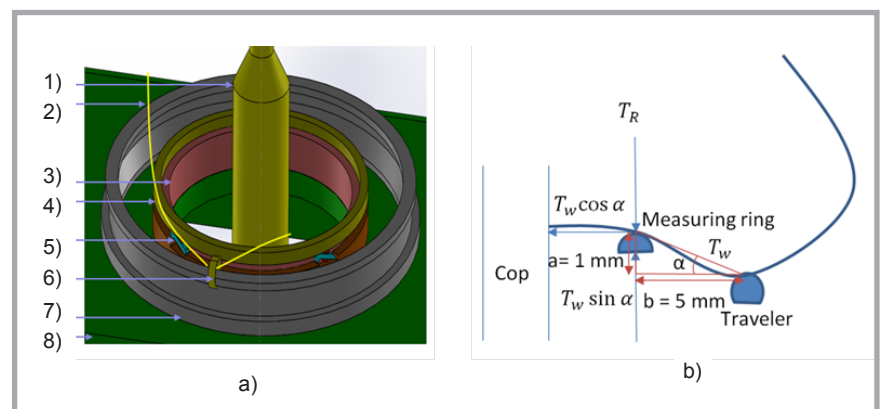 1)
2)
3)
4)
5)
6)
7)
8)
a)
T_R
T_w cos α
Measuring ring
T_w
a= 1 mm
α
Cop
T_w sin α
b = 5 mm
Traveler
b)